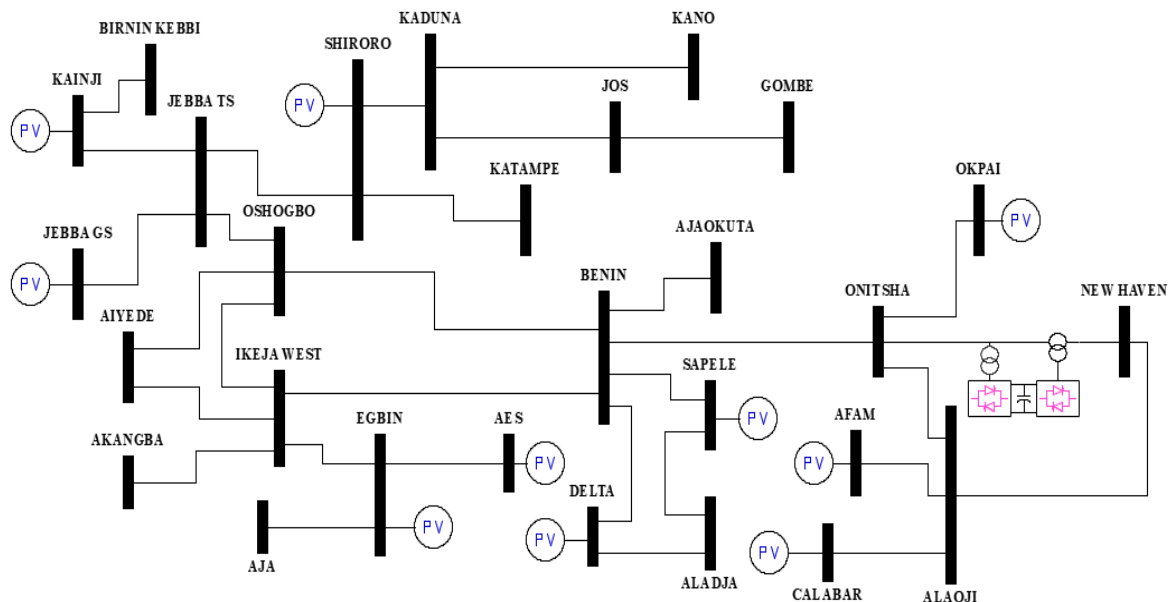 BIRNIN KEBBI
KADUNA
KANO
SHIRORO
KAINJI
JEBBA TS
JOS
GOMBE
PV
PV
KATAMPE
OKPAI
OSHOGBO
JEBBA GS
AJAOKUTA
PV
BENIN
PV
ONITSHA
NEW HAVEN
AIYEDE
IKEJA WEST
SAPELE
EGBIN
AES
AFAM
PV
AKANGBA
PV
DELTA
PV
PV
PV
PV
AJA
ALADJA
CALABAR
ALAOJI